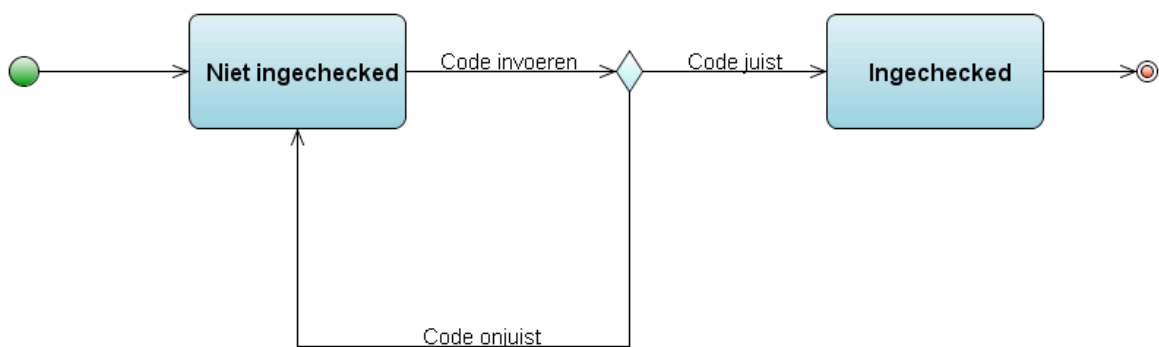 Niet ingechecked
Code invoeren
Code juist
Ingechecked
Code onjuist